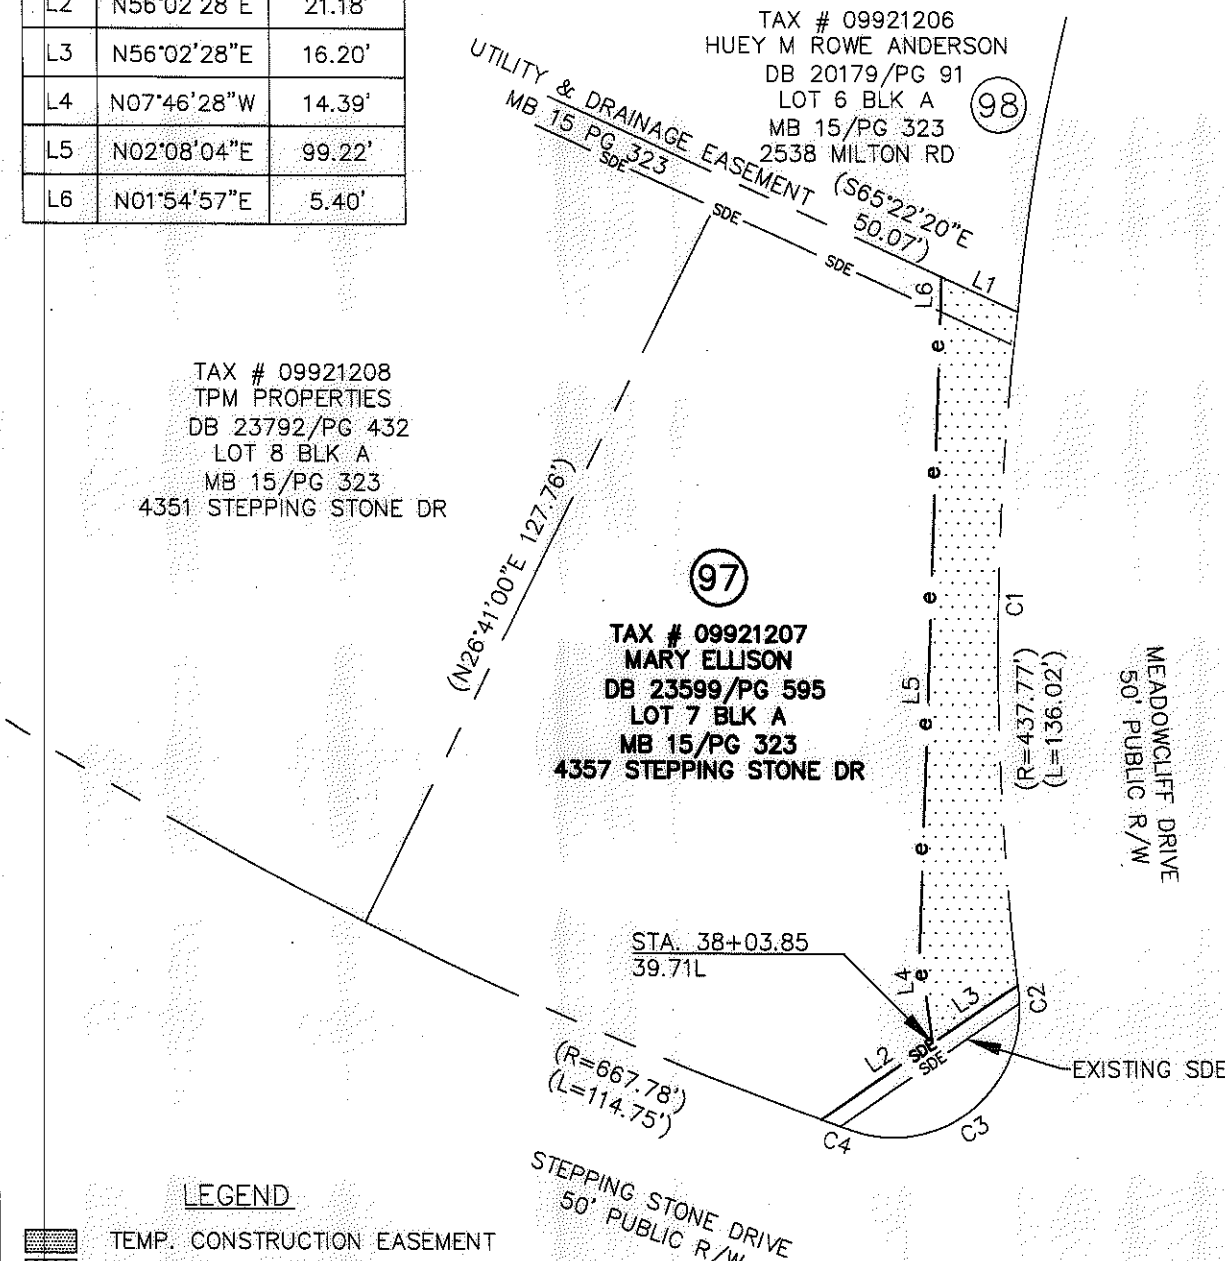 L2 N56°02'28"E 21.18'
L3 N56°02'28"E 16.20'
L4 N07°46'28"W 14.39'
L5 N02°08'04"E 99.22'
L6 N01°54'57"E 5.40'
TAX # 09921206
HUEY M ROWE ANDERSON
DB 20179/PG 91
LOT 6 BLK A
MB 15/PG 323
2538 MILTON RD
98
UTILITY & DRAINAGE EASEMENT
MB 15 PG 323
SDE
SDE
SDE
(S65°22'20"E
50.07')
L1
L6
e
e
e
e
e
e
TAX # 09921208
TPM PROPERTIES
DB 23792/PG 432
LOT 8 BLK A
MB 15/PG 323
4351 STEPPING STONE DR
(N26°41'00"E 127.76')
97
TAX # 09921207
MARY ELLISON
DB 23599/PG 595
LOT 7 BLK A
MB 15/PG 323
4357 STEPPING STONE DR
L5
C1
(R=437.77')
(L=136.02')
MEADOWCLIFF DRIVE
50' PUBLIC R/W
STA. 38+03.85
39.71L
L4
L3
C2
L2
SDE
SDE
EXISTING SDE
C3
C4
(R=667.78')
(L=114.75')
STEPPING STONE DRIVE
50' PUBLIC R/W
LEGEND
TEMP. CONSTRUCTION EASEMENT